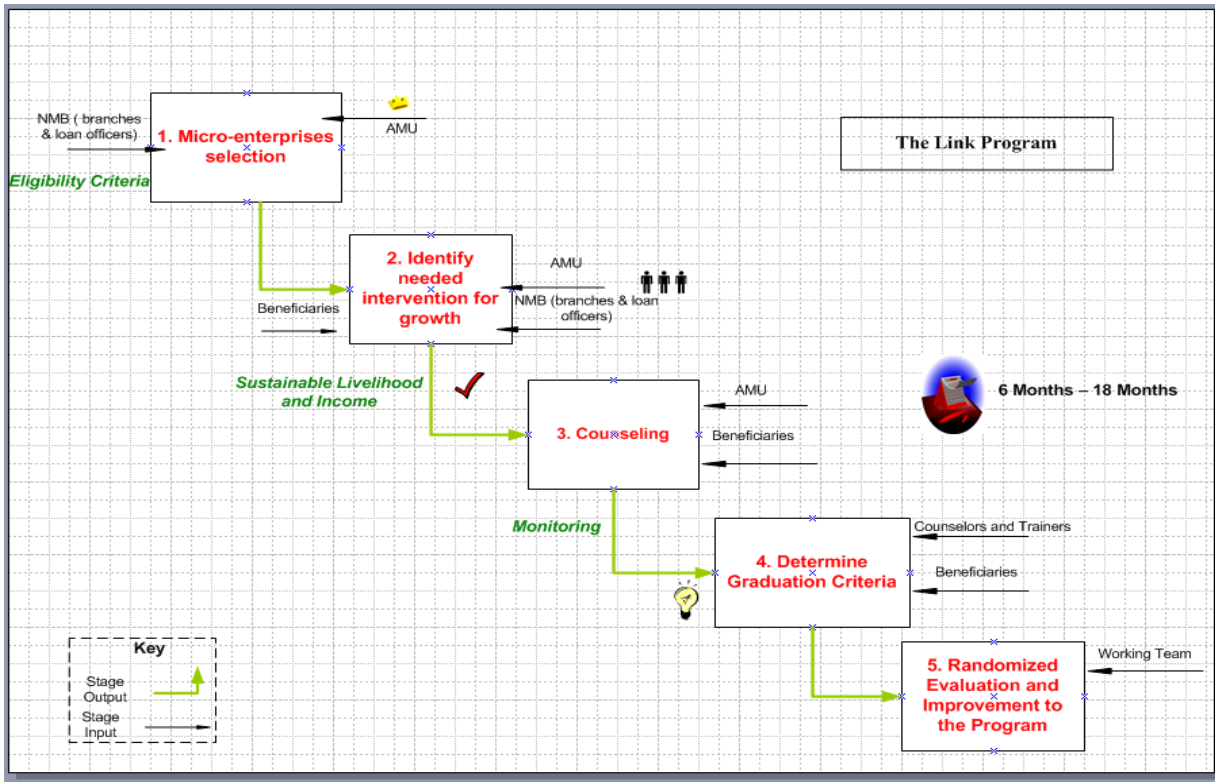 NMB ( branches
& loan officers)
1. Micro-enterprises
selection
AMU
The Link Program
Eligibility Criteria
2. Identify
needed
intervention for
growth
AMU
NMB (branches & loan
officers)
Beneficiaries
Sustainable Livelihood
and Income
3. Counseling
AMU
Beneficiaries
6 Months – 18 Months
Monitoring
4. Determine
Graduation Criteria
Counselors and Trainers
Beneficiaries
5. Randomized
Evaluation and
Improvement to
the Program
Working Team
Key
Stage
Output
Stage
Input